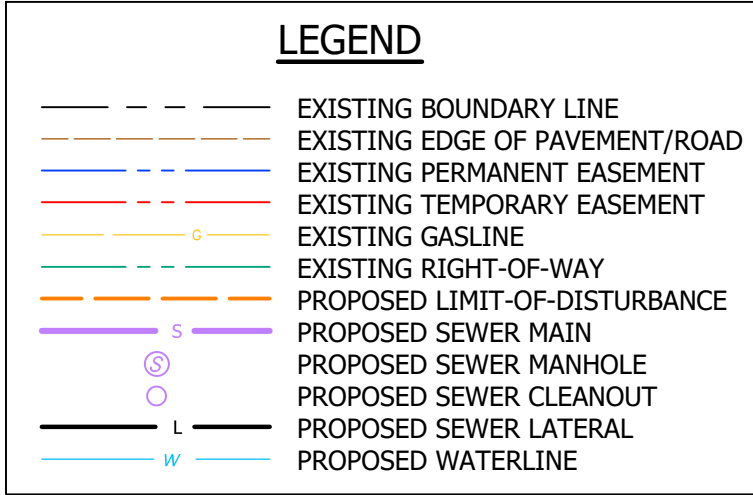 LEGEND
EXISTING BOUNDARY LINE
EXISTING EDGE OF PAVEMENT/ROAD
EXISTING PERMANENT EASEMENT
EXISTING TEMPORARY EASEMENT
G EXISTING GASLINE
EXISTING RIGHT-OF-WAY
PROPOSED LIMIT-OF-DISTURBANCE
S PROPOSED SEWER MAIN
S PROPOSED SEWER MANHOLE
PROPOSED SEWER CLEANOUT
L PROPOSED SEWER LATERAL
W PROPOSED WATERLINE